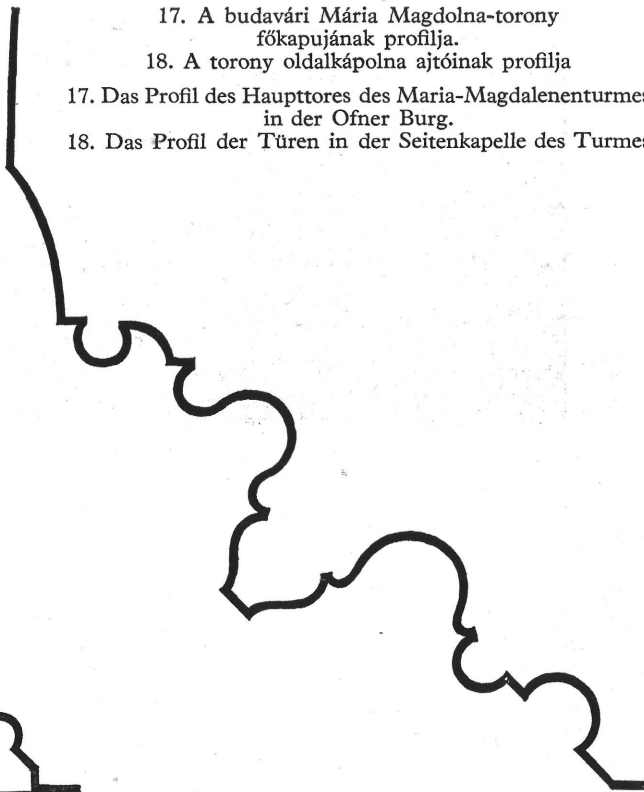 17. A budavári Mária Magdolna-torony
főkapujának profilja.
18. A torony oldalkápolna ajtóinak profilja
17. Das Profil des Haupttores des Maria-Magdalenenturmes
in der Ofner Burg.
18. Das Profil der Türen in der Seitenkapelle des Turmes